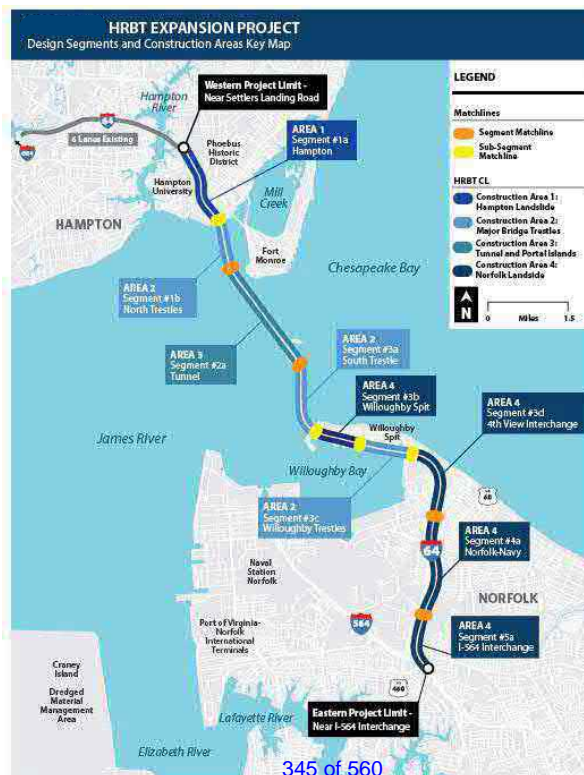 HRBT EXPANSION PROJECT
Design Segments and Construction Areas Key Map
LEGEND
Matchlines
Segment Matchline
Sub-Segment
Matchline
HRBT CL
Construction Area 1:
Hampton Landside
Construction Area 2:
Major Bridge Trestles
Construction Area 3:
Tunnel and Portal Islands
Construction Area 4:
Norfolk Landside
N
0 Miles 1.5
Western Project Limit -
Near Settlers Landing Road
Hampton
River
64
6 Lanes Existing
664
Phoebus
Historic
District
AREA 1
Segment #1a
Hampton
Hampton
University
Mill
Creek
HAMPTON
Fort
Monroe
Chesapeake Bay
AREA 2
Segment #1b
North Trestles
AREA 3
Segment #2a
Tunnel
AREA 2
Segment #3a
South Trestle
AREA 4
Segment #3b
Willoughby Spit
AREA 4
Segment #3d
4th View Interchange
James River
Willoughby
Spit
Willoughby Bay
60
AREA 2
Segment #3c
Willoughby Trestles
AREA 4
Segment #4a
Norfolk-Navy
64
Naval
Station
Norfolk
NORFOLK
Port of Virginia-
Norfolk
International
Terminals
564
AREA 4
Segment #5a
I-564 Interchange
Craney
Island
Dredged
Material
Management
Area
460
Eastern Project Limit -
Near I-564 Interchange
Lafayette River
Elizabeth River
345 of 560